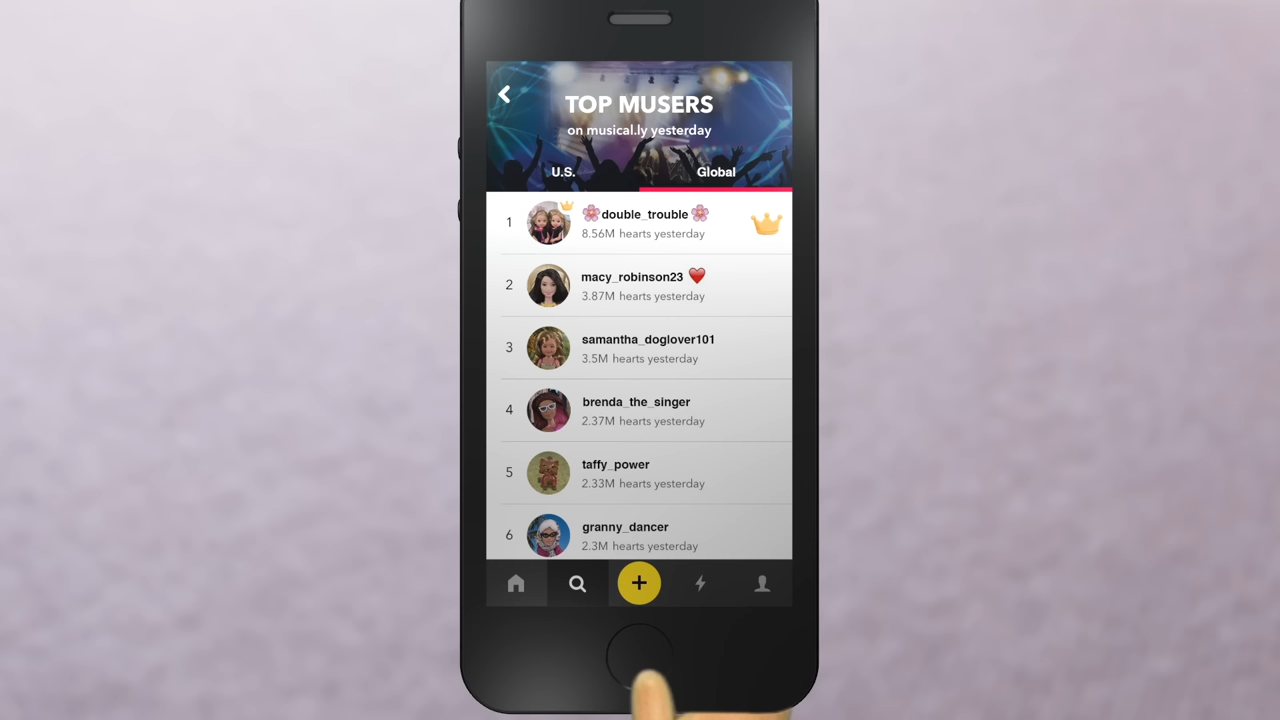 TOP MUSERS
on musical.ly yesterday
U.S. Global
1 🌸double_trouble🌸
8.56M hearts yesterday
2 macy_robinson23 ❤️
3.87M hearts yesterday
3 samantha_doglover101
3.5M hearts yesterday
4 brenda_the_singer
2.37M hearts yesterday
5 taffy_power
2.33M hearts yesterday
6 granny_dancer
2.3M hearts yesterday